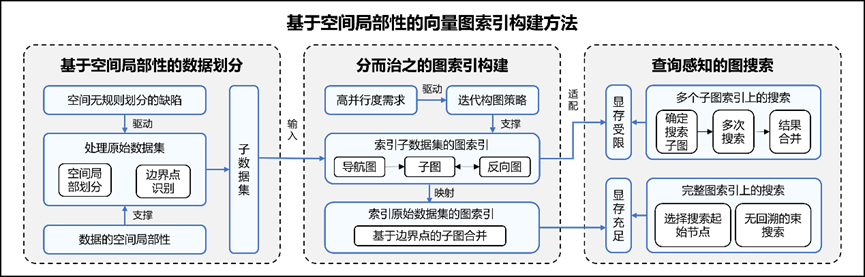 基于空间局部性的向量图索引构建方法
基于空间局部性的数据划分
空间无规则划分的缺陷
驱动
处理原始数据集
空间局
部划分
边界点
识别
支撑
数据的空间局部性
子数据集
输入
分而治之的图索引构建
高并行度需求
驱动
迭代构图策略
支撑
索引子数据集的图索引
导航图
子图
反向图
映射
索引原始数据集的图索引
基于边界点的子图合并
适配
查询感知的图搜索
显存受限
多个子图索引上的搜索
确定
搜索
子图
多次
搜索
结果
合并
显存充足
完整图索引上的搜索
选择搜索起
始节点
无回溯的束
搜索